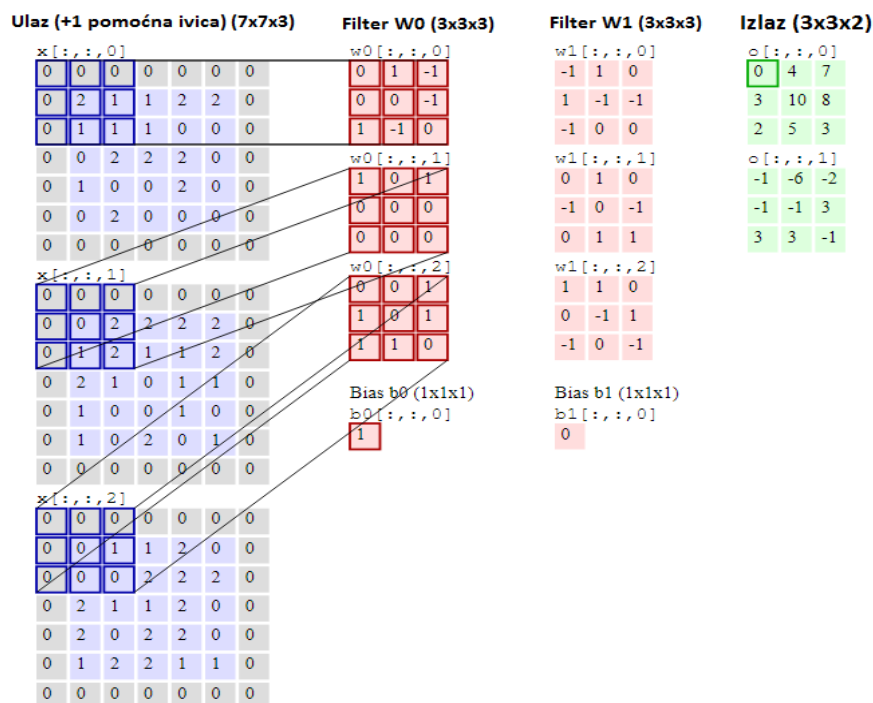 Ulaz (+1 pomoćna ivica) (7x7x3)
x[:,:,0]
0 0 0 0 0 0 0
0 2 1 1 2 2 0
0 1 1 1 0 0 0
0 0 2 2 2 0 0
0 1 0 0 2 0 0
0 0 2 0 0 0 0
0 0 0 0 0 0 0
x[:,:,1]
0 0 0 0 0 0 0
0 0 2 2 2 2 0
0 1 2 1 1 2 0
0 2 1 0 1 1 0
0 1 0 0 1 0 0
0 1 0 2 0 1 0
0 0 0 0 0 0 0
x[:,:,2]
0 0 0 0 0 0 0
0 0 1 1 2 0 0
0 0 0 2 2 2 0
0 2 1 1 2 0 0
0 2 0 2 2 0 0
0 1 2 2 1 1 0
0 0 0 0 0 0 0
Filter W0 (3x3x3)
w0[:,:,0]
0 1 -1
0 0 -1
1 -1 0
w0[:,:,1]
1 0 1
0 0 0
0 0 0
w0[:,:,2]
0 0 1
1 0 1
1 1 0
Bias b0 (1x1x1)
b0[:,:,0]
1
Filter W1 (3x3x3)
w1[:,:,0]
-1 1 0
1 -1 -1
-1 0 0
w1[:,:,1]
0 1 0
-1 0 -1
0 1 1
w1[:,:,2]
1 1 0
0 -1 1
-1 0 -1
Bias b1 (1x1x1)
b1[:,:,0]
0
Izlaz (3x3x2)
o[:,:,0]
0 4 7
3 10 8
2 5 3
o[:,:,1]
-1 -6 -2
-1 -1 3
3 3 -1